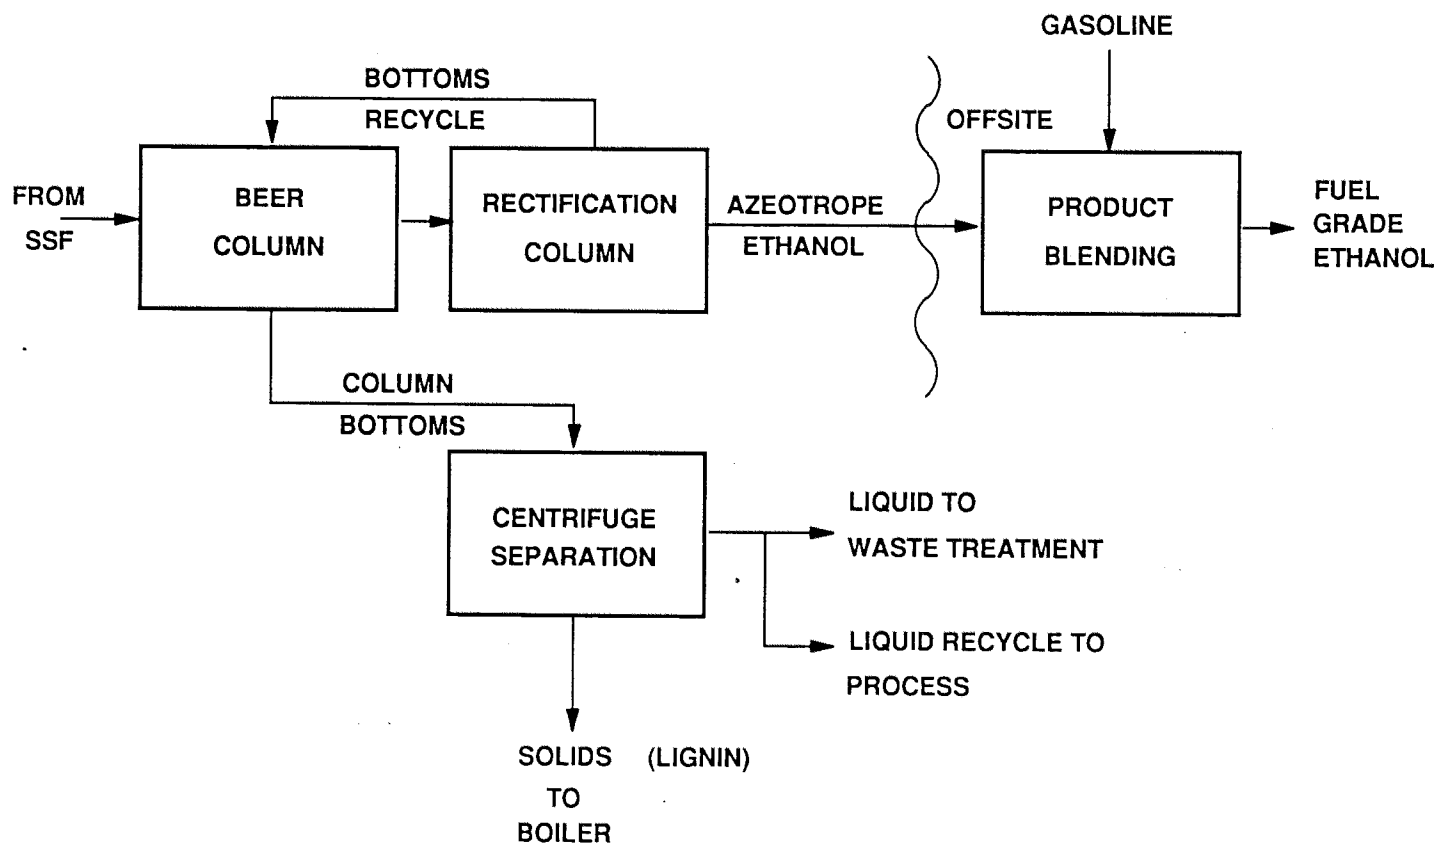 GASOLINE
BOTTOMS
RECYCLE
OFFSITE
FROM
SSF
BEER
COLUMN
RECTIFICATION
COLUMN
AZEOTROPE
ETHANOL
PRODUCT
BLENDING
FUEL
GRADE
ETHANOL
COLUMN
BOTTOMS
CENTRIFUGE
SEPARATION
LIQUID TO
WASTE TREATMENT
LIQUID RECYCLE TO
PROCESS
SOLIDS (LIGNIN)
TO
BOILER